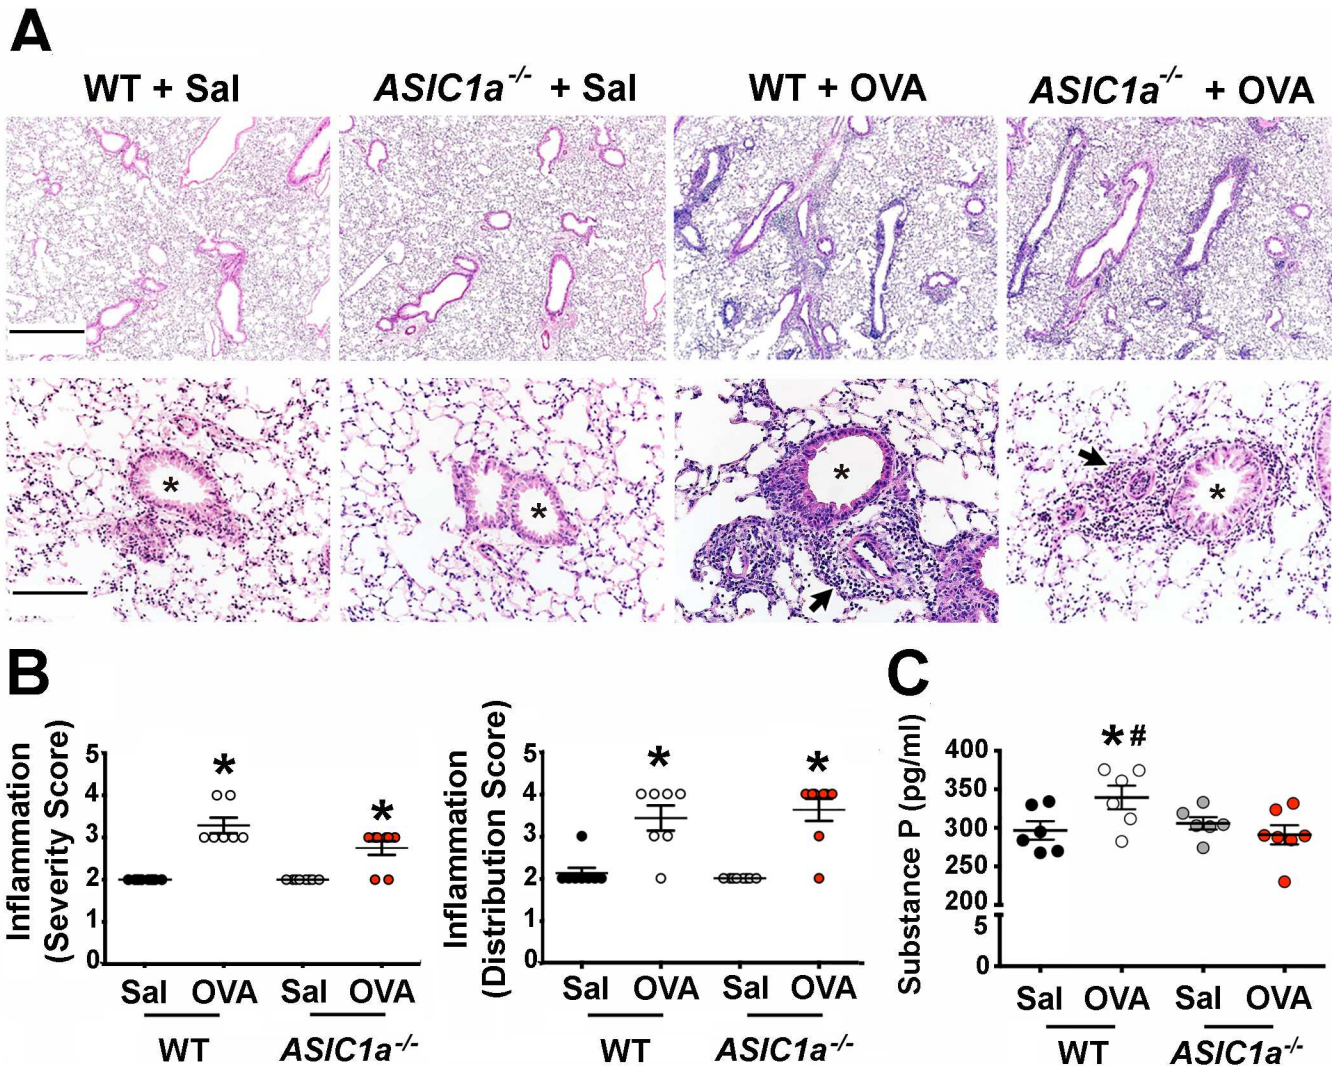 A
WT + Sal
ASIC1a-/- + Sal
WT + OVA
ASIC1a-/- + OVA
*
*
*
*
B
Inflammation
(Severity Score)
5
4
3
2
1
0
*
*
Sal
OVA
Sal
OVA
WT
ASIC1a-/-
Inflammation
(Distribution Score)
5
4
3
2
1
0
*
*
Sal
OVA
Sal
OVA
WT
ASIC1a-/-
C
Substance P (pg/ml)
400
350
300
250
200
5
0
*#
Sal
OVA
Sal
OVA
WT
ASIC1a-/-